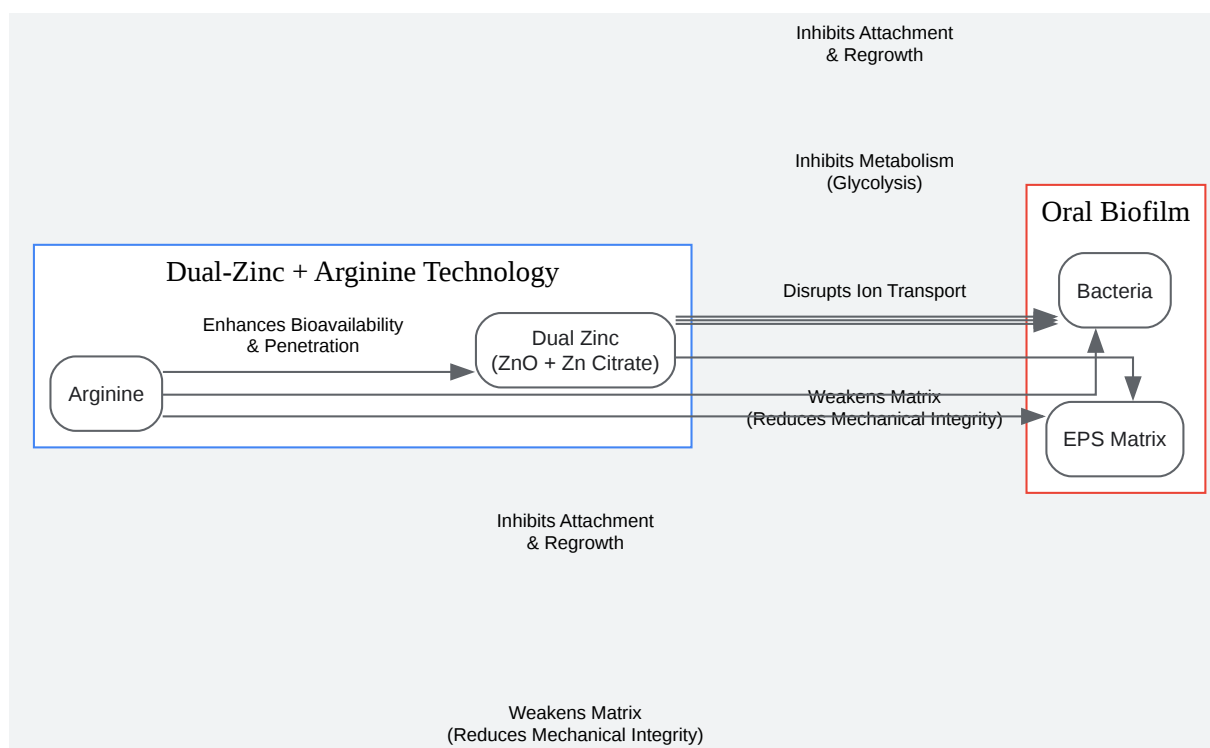 Inhibits Attachment
& Regrowth
Inhibits Metabolism
(Glycolysis)
Oral Biofilm
Dual-Zinc + Arginine Technology
Bacteria
Disrupts Ion Transport
Enhances Bioavailability
& Penetration
Dual Zinc
(ZnO + Zn Citrate)
Arginine
Weakens Matrix
(Reduces Mechanical Integrity)
EPS Matrix
Inhibits Attachment
& Regrowth
Weakens Matrix
(Reduces Mechanical Integrity)